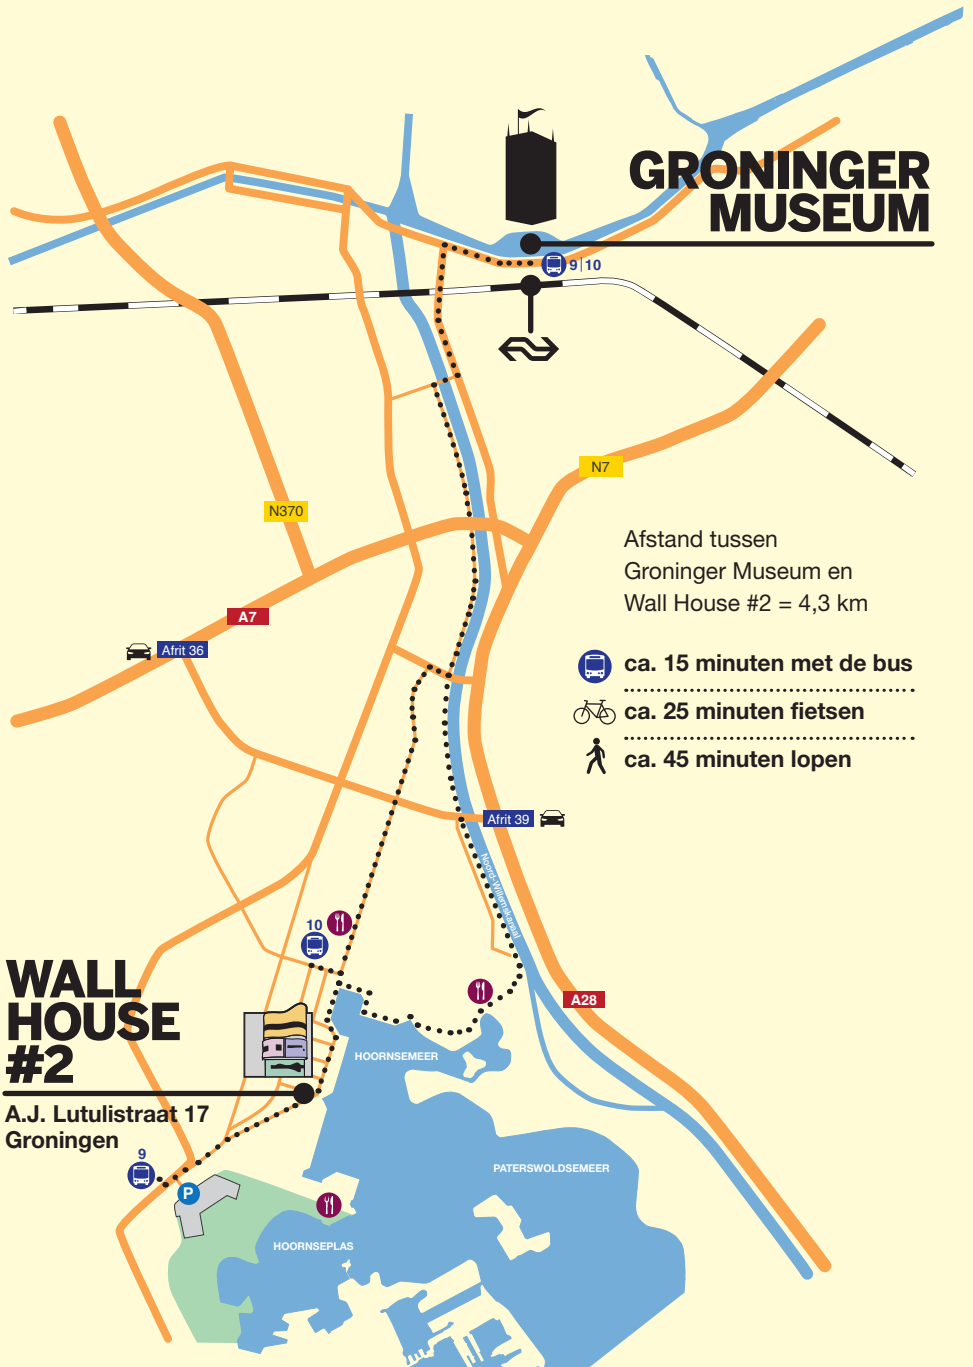 GRONINGER
MUSEUM
9|10
N7
N370
Afstand tussen
Groninger Museum en
Wall House #2 = 4,3 km
A7
Afrit 36
ca. 15 minuten met de bus
ca. 25 minuten fietsen
ca. 45 minuten lopen
Afrit 39
Noord-Willemskanaal
10
WALL
HOUSE
#2
A28
HOORNSEMEER
A.J. Lutulistraat 17
Groningen
9
P
PATERSWOLDSEMEER
HOORNSEPLAS